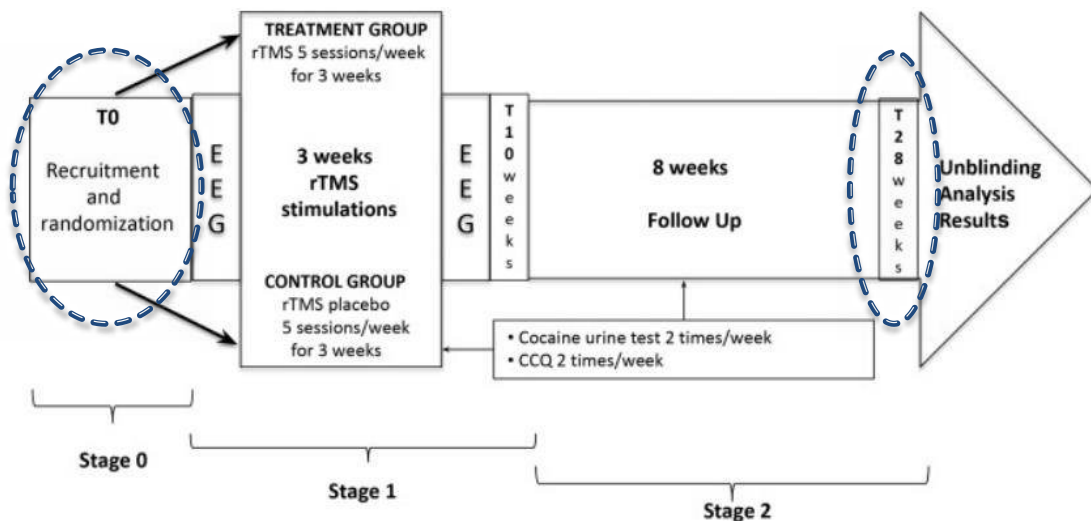 TREATMENT GROUP
rTMS 5 sessions/week
for 3 weeks
T0
Recruitment
and
randomization
E
E
G
3 weeks
rTMS
stimulations
CONTROL GROUP
rTMS placebo
5 sessions/week
for 3 weeks
E
E
G
T
1
0
w
e
e
k
s
8 weeks
Follow Up
• Cocaine urine test 2 times/week
• CCQ 2 times/week
T
2
8
w
e
e
k
s
Unblinding
Analysis
Results
Stage 0
Stage 1
Stage 2